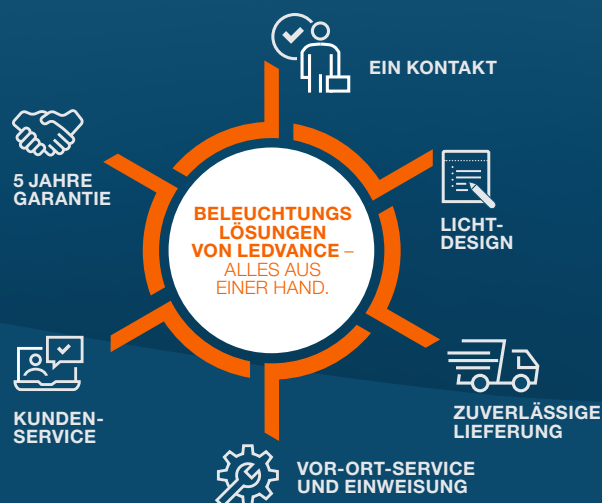 EIN KONTAKT
LICHT-
DESIGN
ZUVERLÄSSIGE
LIEFERUNG
VOR-ORT-SERVICE
UND EINWEISUNG
KUNDEN-
SERVICE
5 JAHRE
GARANTIE
BELEUCHTUNGS
LÖSUNGEN
VON LEDVANCE –
ALLES AUS
EINER HAND.